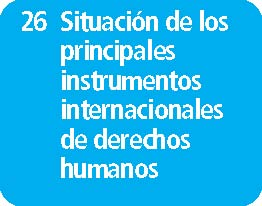 26 Situación de los
principales
instrumentos
internacionales
de derechos
humanos